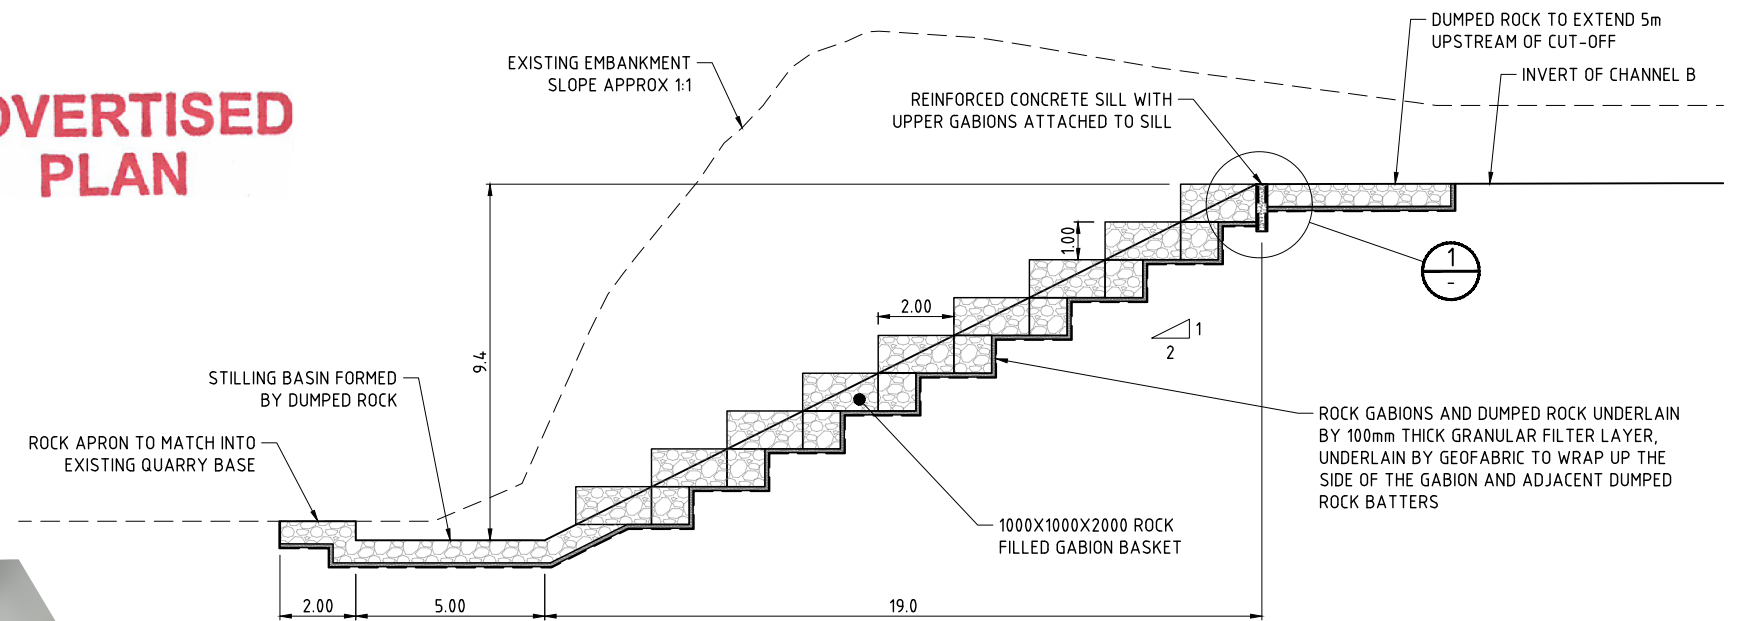 DUMPED ROCK TO EXTEND 5m
UPSTREAM OF CUT-OFF
EXISTING EMBANKMENT
SLOPE APPROX 1:1
INVERT OF CHANNEL B
REINFORCED CONCRETE SILL WITH
UPPER GABIONS ATTACHED TO SILL
DVERTISED
PLAN
1.00
1
-
2.00
1
2
9.4
STILLING BASIN FORMED
BY DUMPED ROCK
ROCK APRON TO MATCH INTO
EXISTING QUARRY BASE
ROCK GABIONS AND DUMPED ROCK UNDERLAIN
BY 100mm THICK GRANULAR FILTER LAYER,
UNDERLAIN BY GEOFABRIC TO WRAP UP THE
SIDE OF THE GABION AND ADJACENT DUMPED
ROCK BATTERS
1000X1000X2000 ROCK
FILLED GABION BASKET
2.00
5.00
19.0